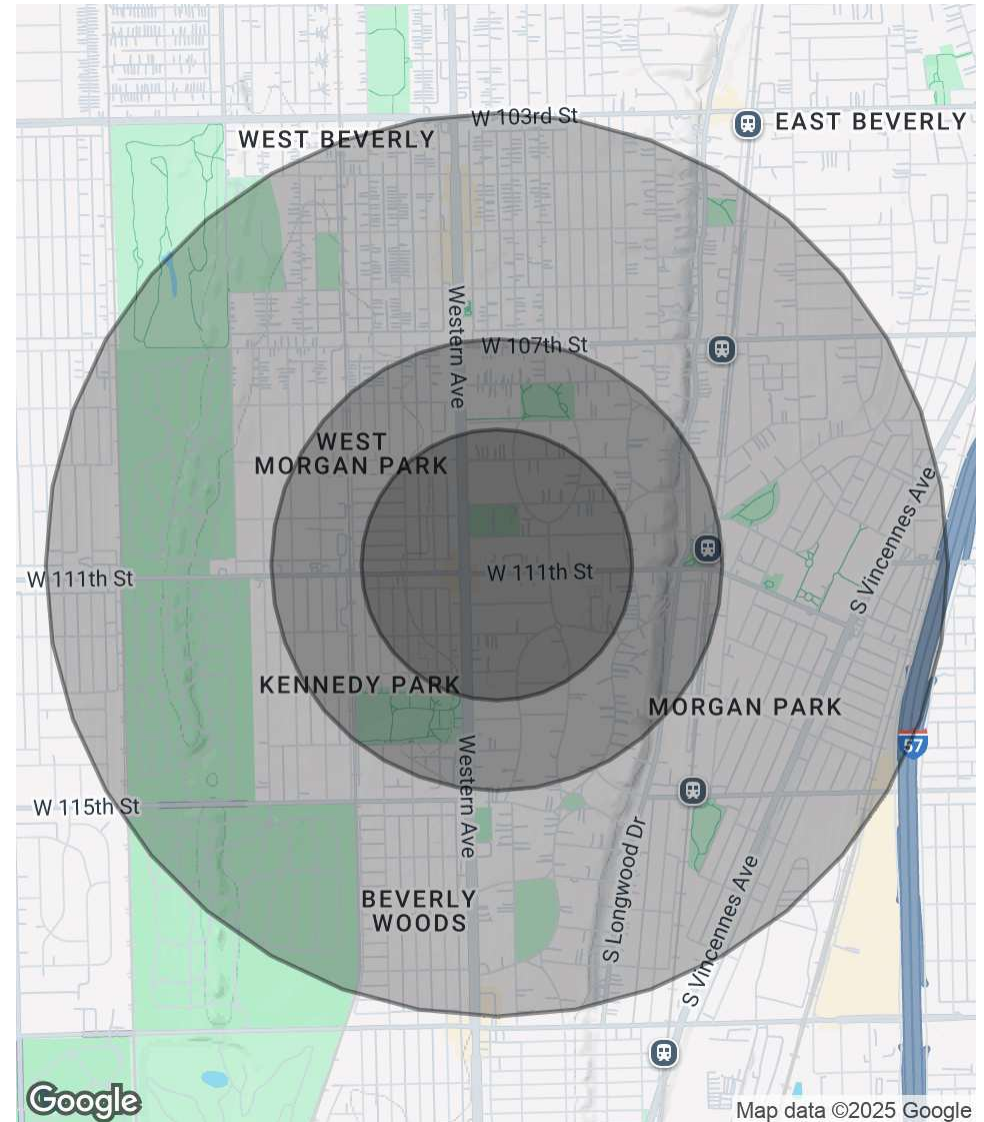 W 103rd St
EAST BEVERLY
WEST BEVERLY
Western Ave
W 107th St
WEST
MORGAN PARK
S Vincennes Ave
W 111th St
W 111th St
KENNEDY PARK
MORGAN PARK
57
Western Ave
W 115th St
S Longwood Dr
S Vincennes Ave
BEVERLY
WOODS
Google
Map data ©2025 Google